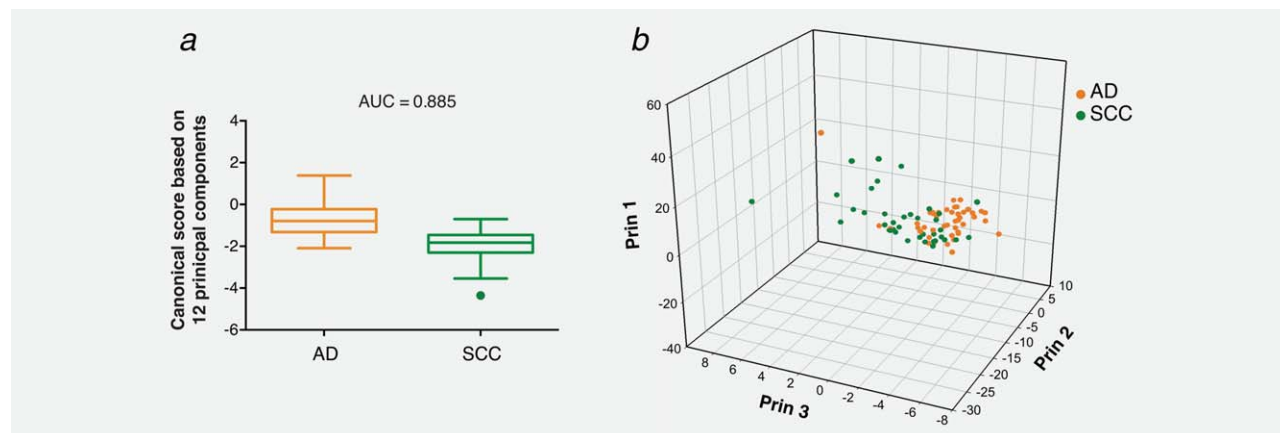 a
AUC = 0.885
Canonical score based on
12 prinicpal components
4
2
0
-2
-4
-6
AD
SCC
b
AD
SCC
Prin 1
60
40
20
0
-20
-40
8
6
4
2
0
-2
-4
-6
-8
Prin 3
10
5
0
-5
-10
-15
-20
-25
-30
Prin 2